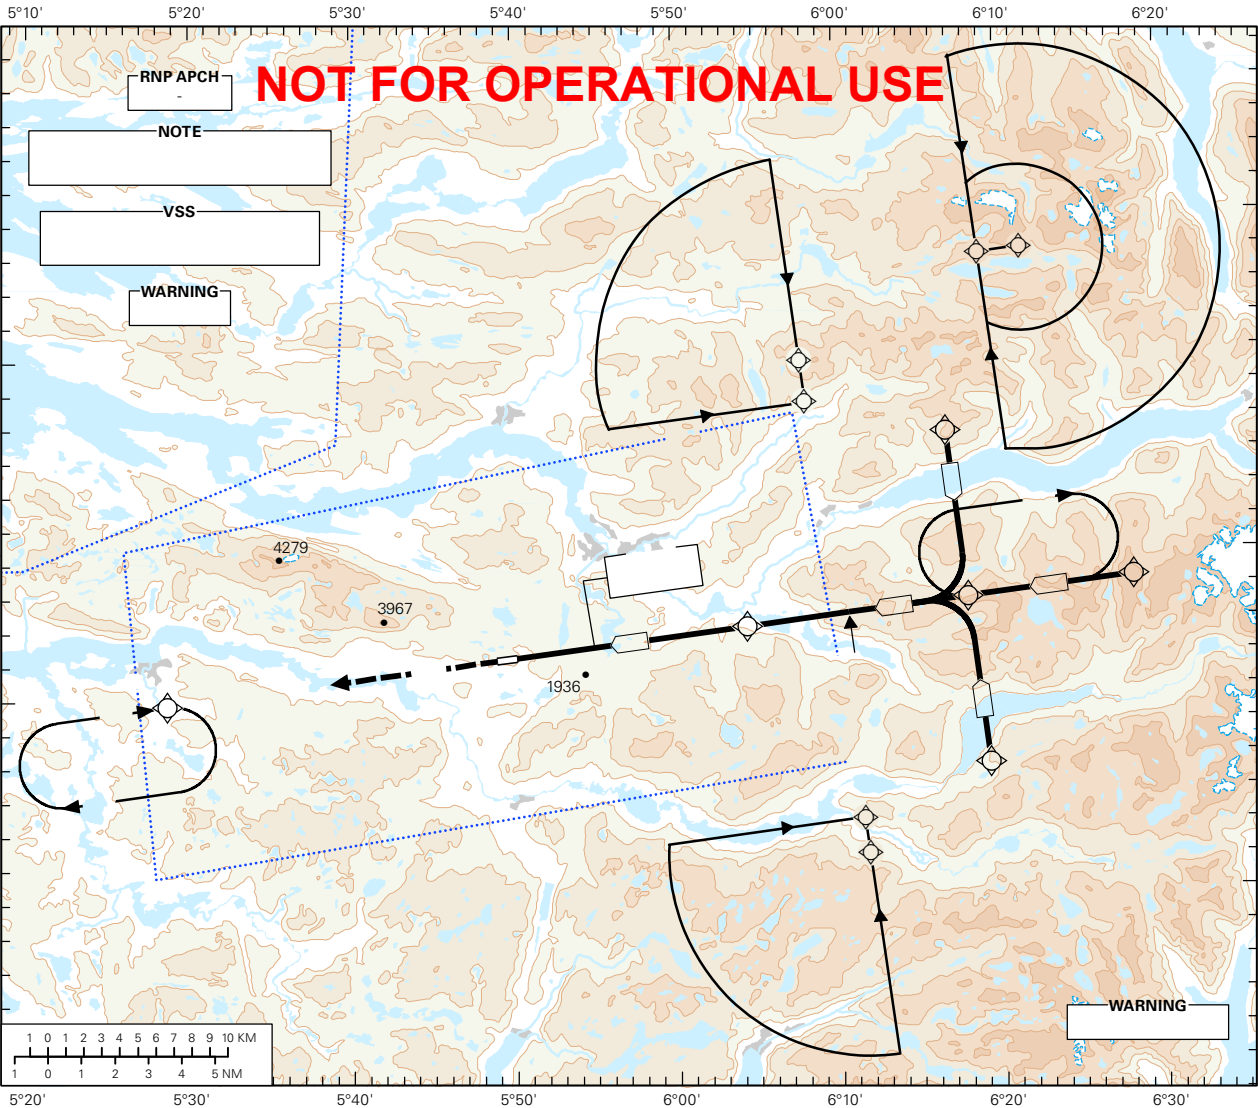 5°10' 5°20' 5°30' 5°40' 5°50' 6°00' 6°10' 6°20'
NOT FOR OPERATIONAL USE
RNP APCH
-
NOTE
VSS
WARNING
4279
3967
1936
WARNING
1 0 1 2 3 4 5 6 7 8 9 10 KM
1 0 1 2 3 4 5 NM
5°20' 5°30' 5°40' 5°50' 6°00' 6°10' 6°20' 6°30'